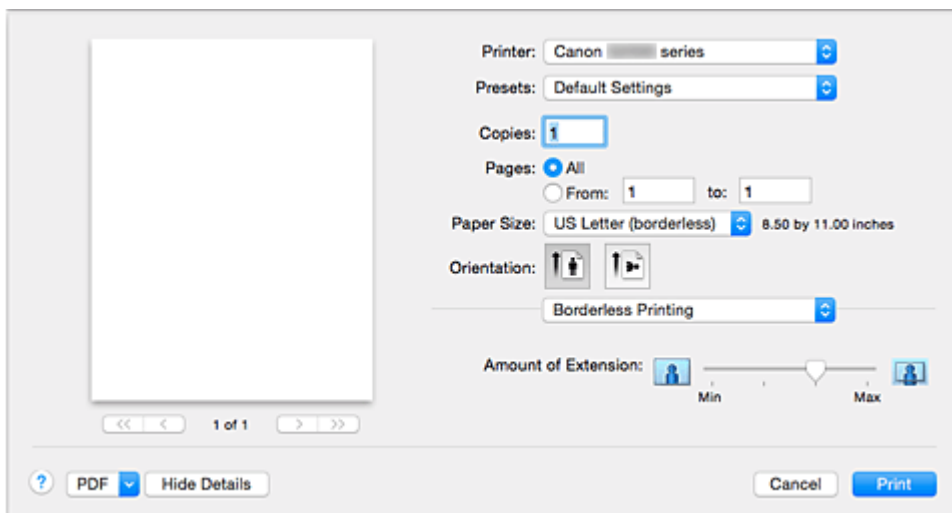 Printer: Canon series
Presets: Default Settings
Copies: 1
Pages: All
From: 1 to: 1
Paper Size: US Letter (borderless) 8.50 by 11.00 inches
Orientation:
Borderless Printing
Amount of Extension:
Min Max
1 of 1
? PDF Hide Details Cancel Print